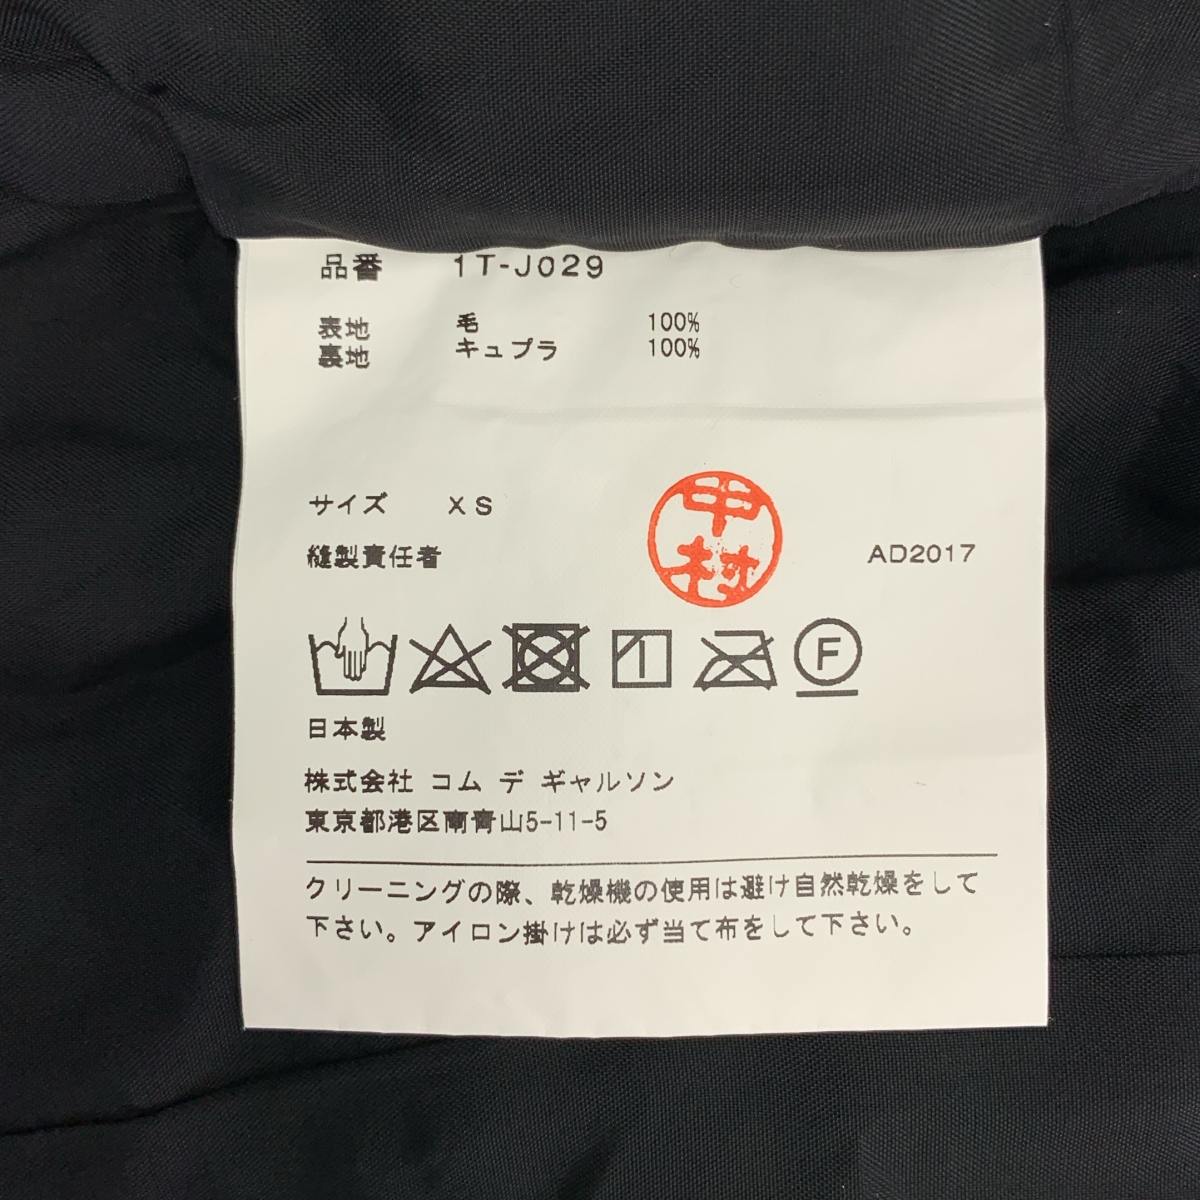 品番 1T-J029
表地 毛 100%
裏地 キュプラ 100%
サイズ XS
中村
縫製責任者 AD2017
F
日本製
株式会社 コム デ ギャルソン
東京都港区南青山5-11-5
クリーニングの際、乾燥機の使用は避け自然乾燥をして
下さい。アイロン掛けは必ず当て布をして下さい。